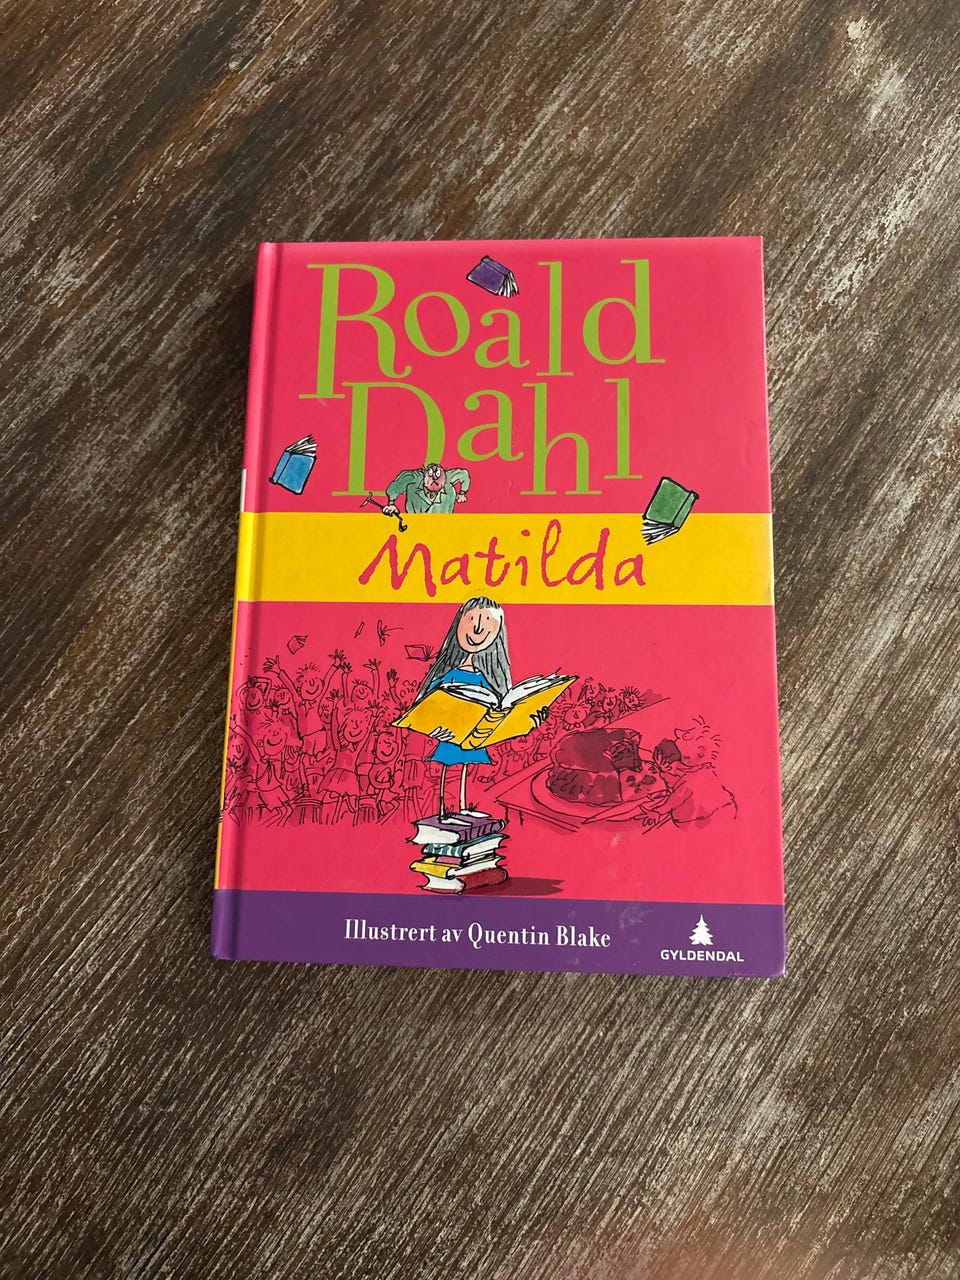 Roald
Dahl
Matilda
Illustrert av Quentin Blake
GYLDENDAL